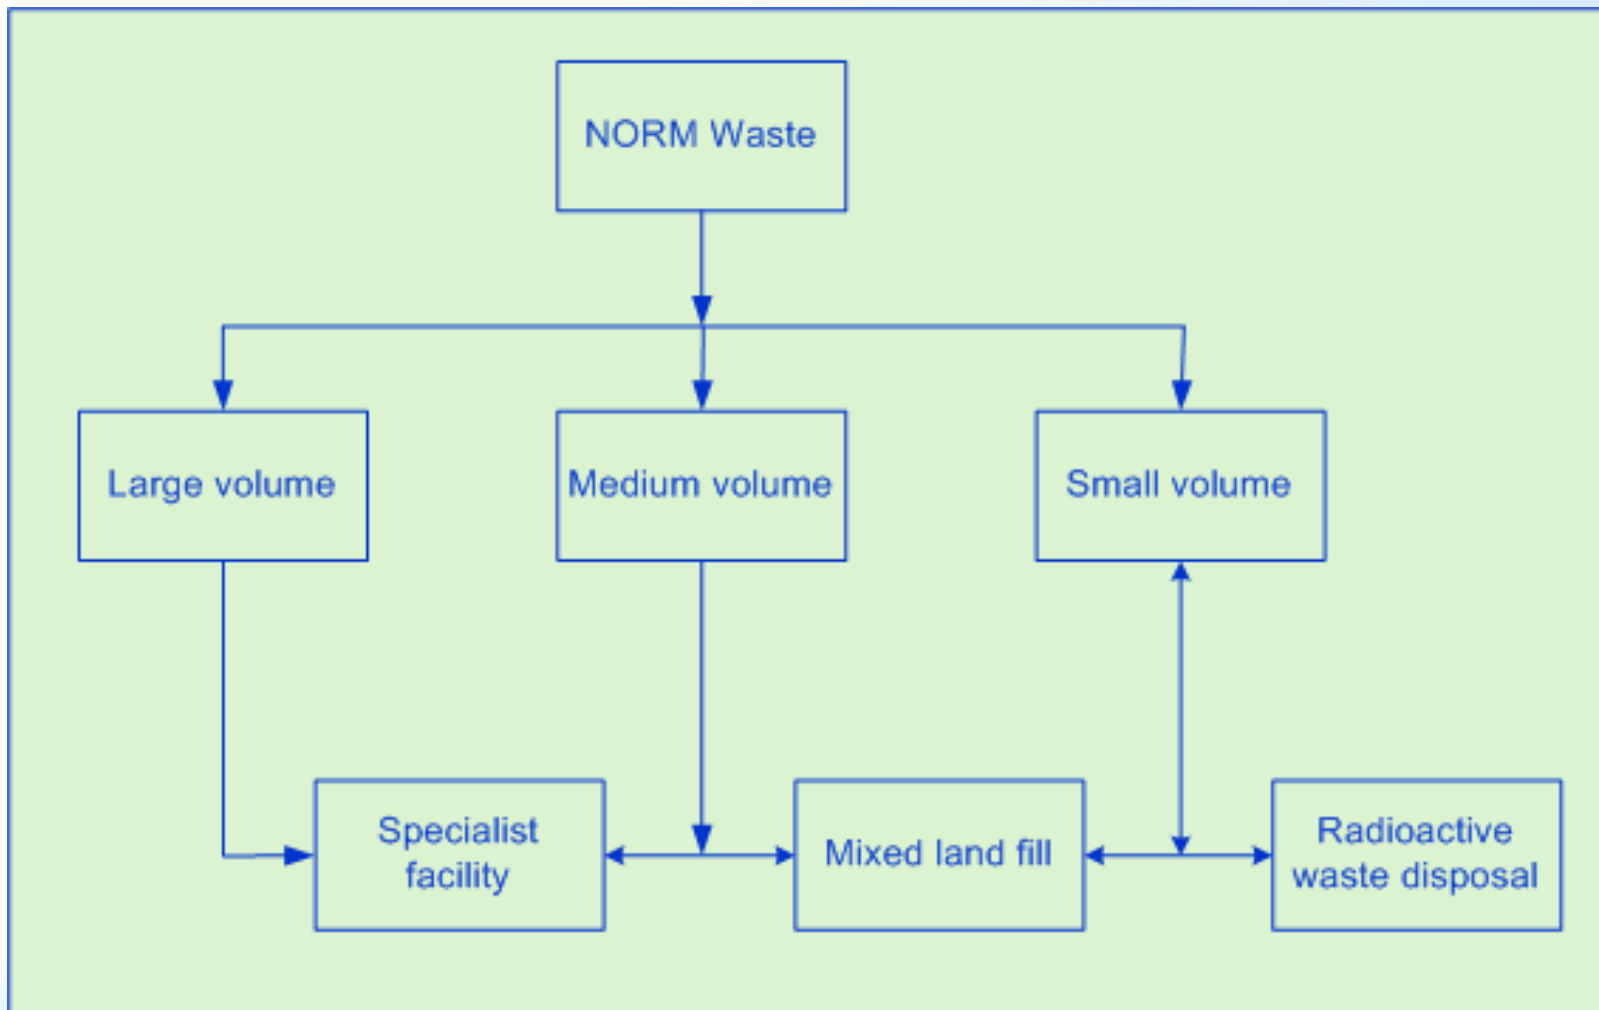 NORM Waste
Large volume
Medium volume
Small volume
Specialist
facility
Mixed land fill
Radioactive
waste disposal